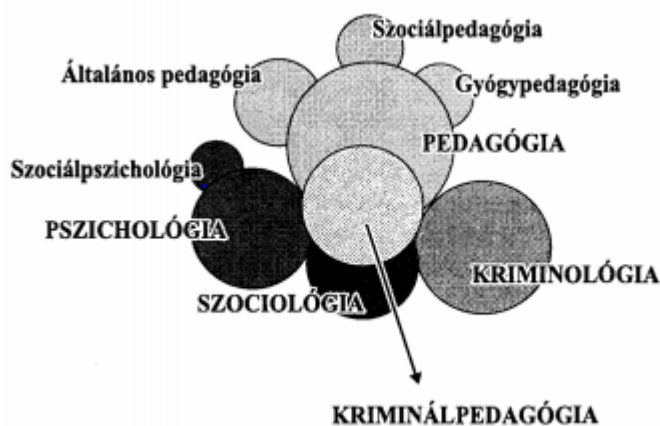 Szociálpedagógia
Általános pedagógia
Gyógypedagógia
PEDAGÓGIA
Szociálpszichológia
PSZICHOLÓGIA
KRIMINOLÓGIA
SZOCIOLÓGIA
KRIMINÁLPEDAGÓGIA